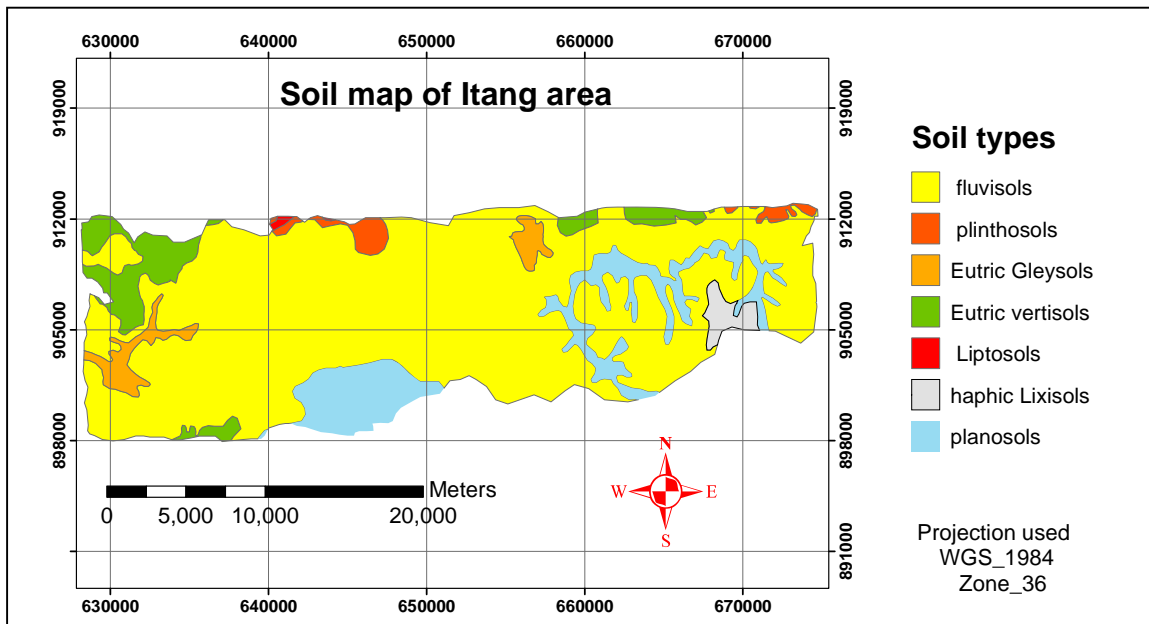 630000 640000 650000 660000 670000
Soil map of Itang area
919000 919000
912000 912000
905000 905000
898000 898000
891000 891000
Soil types
fluvisols
plinthosols
Eutric Gleysols
Eutric vertisols
Liptosols
haphic Lixisols
planosols
N
W E
S
Meters
0 5,000 10,000 20,000
Projection used
WGS_1984
Zone_36
630000 640000 650000 660000 670000